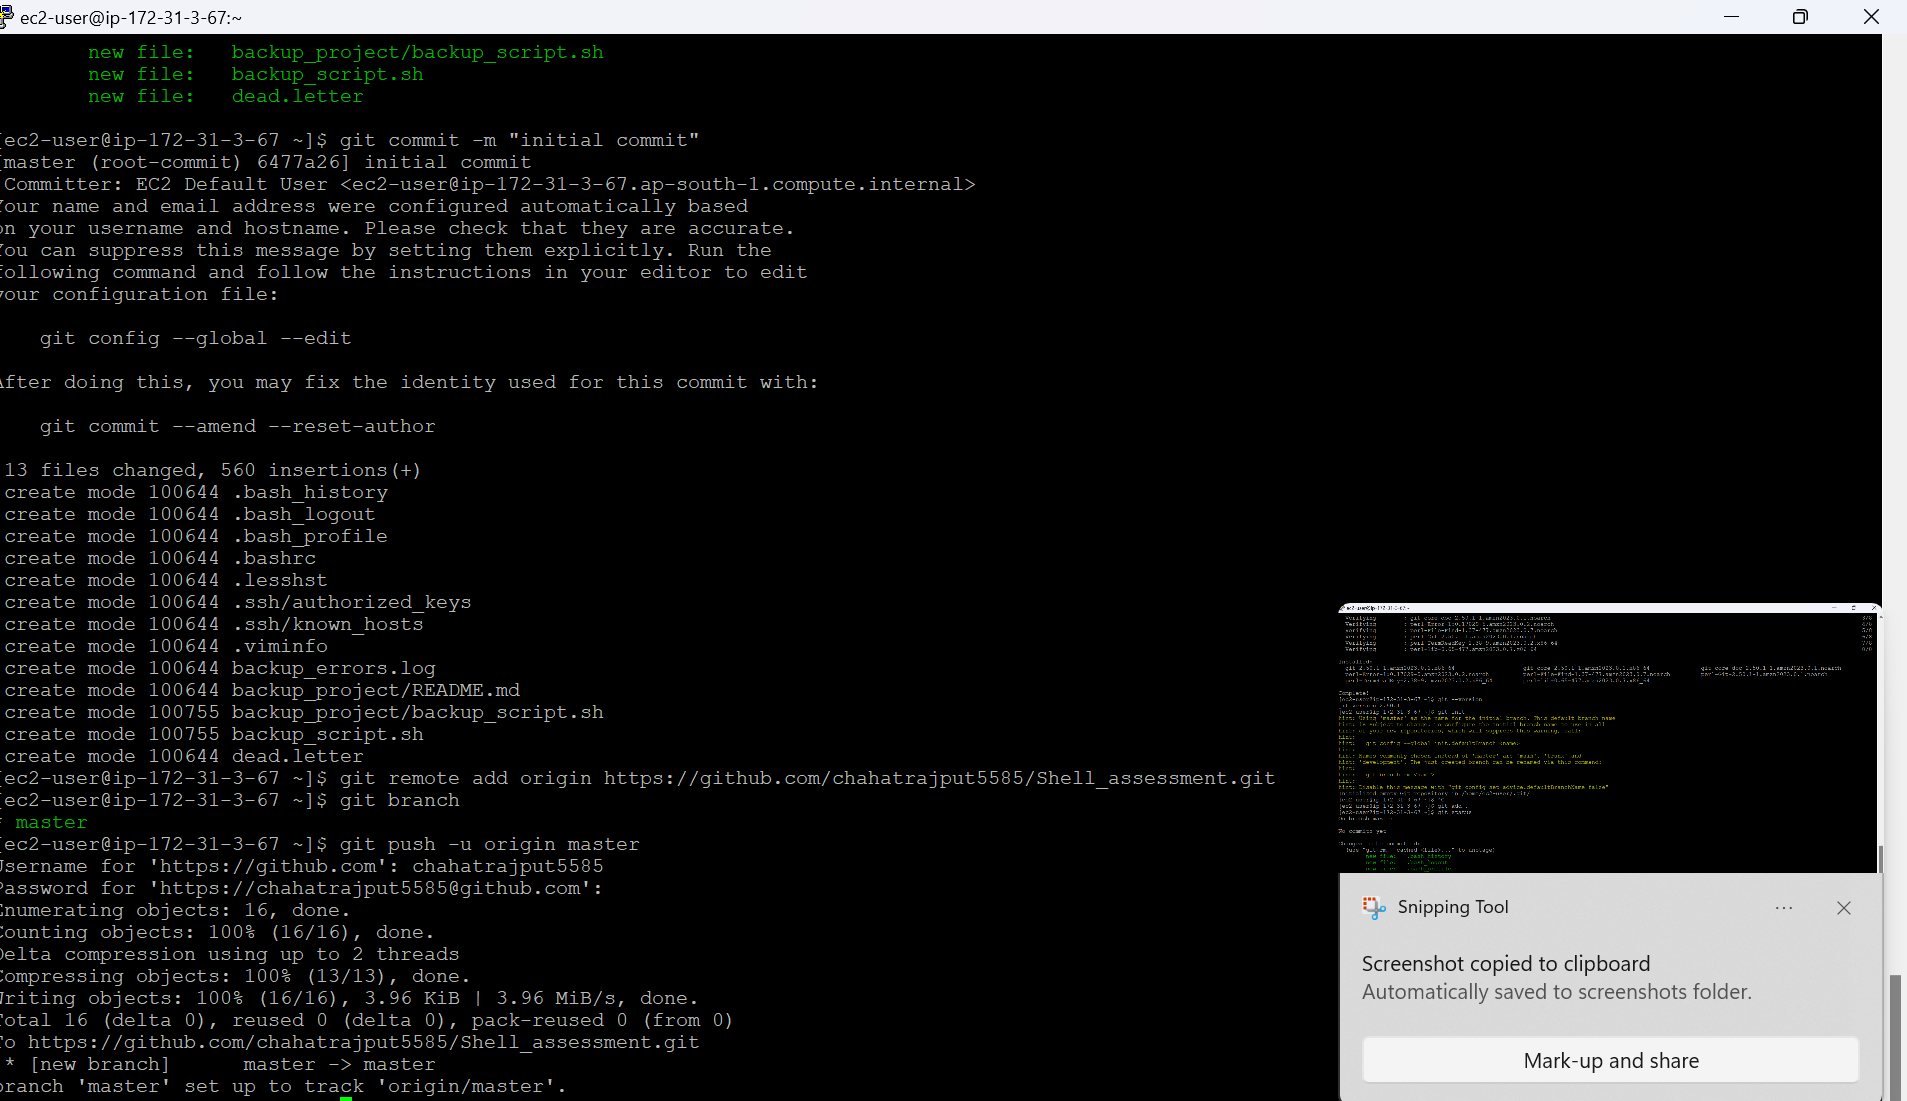 ec2-user@ip-172-31-3-67:~
new file:   backup_project/backup_script.sh
new file:   backup_script.sh
new file:   dead.letter
[ec2-user@ip-172-31-3-67 ~]$ git commit -m "initial commit"
[master (root-commit) 6477a26] initial commit
Committer: EC2 Default User <ec2-user@ip-172-31-3-67.ap-south-1.compute.internal>
Your name and email address were configured automatically based
on your username and hostname. Please check that they are accurate.
You can suppress this message by setting them explicitly. Run the
following command and follow the instructions in your editor to edit
your configuration file:
git config --global --edit
After doing this, you may fix the identity used for this commit with:
git commit --amend --reset-author
13 files changed, 560 insertions(+)
create mode 100644 .bash_history
create mode 100644 .bash_logout
create mode 100644 .bash_profile
create mode 100644 .bashrc
create mode 100644 .lesshst
create mode 100644 .ssh/authorized_keys
create mode 100644 .ssh/known_hosts
create mode 100644 .viminfo
create mode 100644 backup_errors.log
create mode 100644 backup_project/README.md
create mode 100755 backup_project/backup_script.sh
create mode 100755 backup_script.sh
create mode 100644 dead.letter
[ec2-user@ip-172-31-3-67 ~]$ git remote add origin https://github.com/chahatrajput5585/Shell_assessment.git
[ec2-user@ip-172-31-3-67 ~]$ git branch
* master
[ec2-user@ip-172-31-3-67 ~]$ git push -u origin master
Username for 'https://github.com': chahatrajput5585
Password for 'https://chahatrajput5585@github.com':
Enumerating objects: 16, done.
Counting objects: 100% (16/16), done.
Delta compression using up to 2 threads
Compressing objects: 100% (13/13), done.
Writing objects: 100% (16/16), 3.96 KiB | 3.96 MiB/s, done.
Total 16 (delta 0), reused 0 (delta 0), pack-reused 0 (from 0)
To https://github.com/chahatrajput5585/Shell_assessment.git
* [new branch]      master -> master
branch 'master' set up to track 'origin/master'.
Snipping Tool
Screenshot copied to clipboard
Automatically saved to screenshots folder.
Mark-up and share